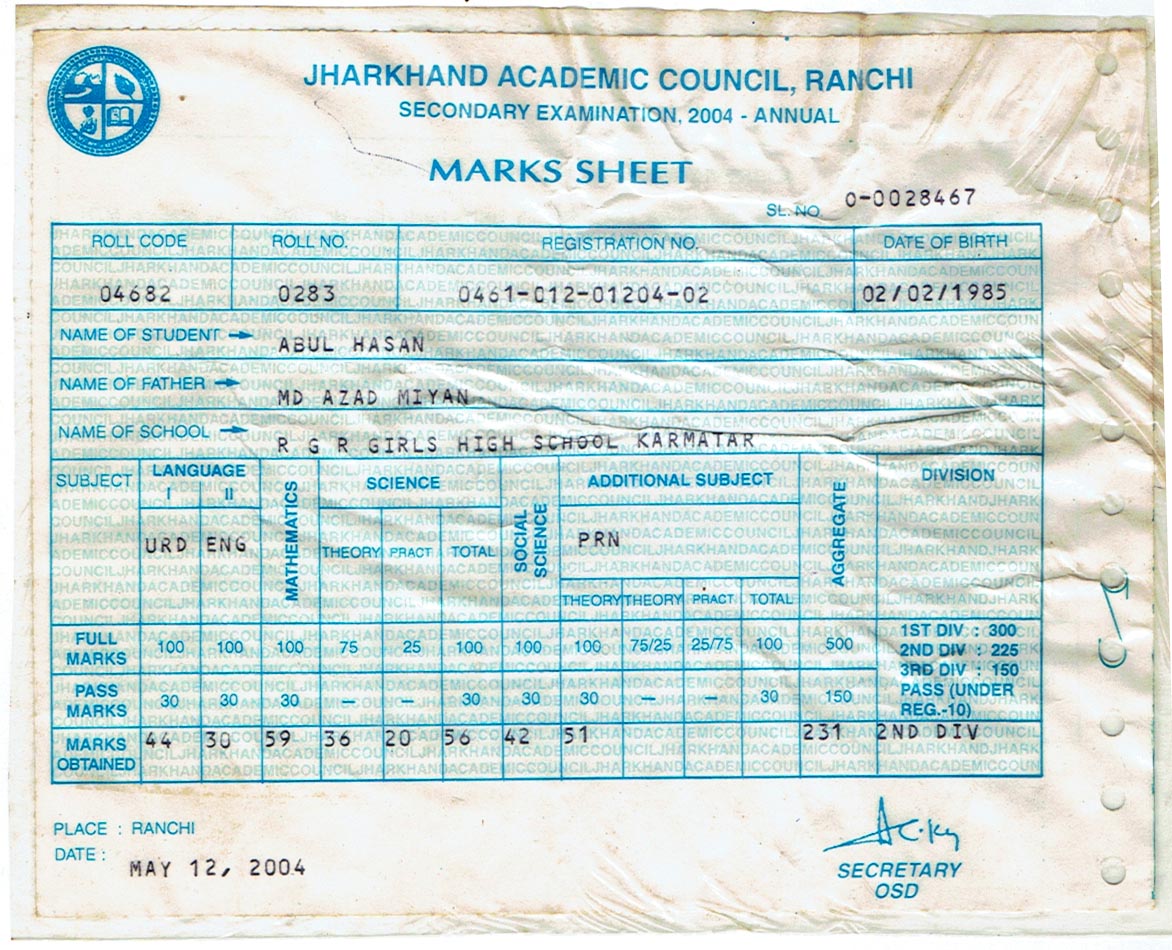 JHARKHAND ACADEMIC COUNCIL, RANCHI
SECONDARY EXAMINATION, 2004 - ANNUAL
MARKS SHEET
SL. NO 0-0028467
ROLL CODE ROLL NO. REGISTRATION NO. DATE OF BIRTH
04682 0283 0461-012-01204-02 02/02/1985
NAME OF STUDENT → ABUL HASAN
NAME OF FATHER → MD AZAD MIYAN
NAME OF SCHOOL → R G R GIRLS HIGH SCHOOL KARMATAR
SUBJECT LANGUAGE MATHEMATICS SCIENCE SOCIAL SCIENCE ADDITIONAL SUBJECT AGGREGATE DIVISION
I II
URD ENG THEORY PRACT TOTAL PRN
THEORY THEORY PRACT TOTAL
FULL MARKS 100 100 100 75 25 100 100 100 75/25 25/75 100 500
1ST DIV : 300
2ND DIV : 225
3RD DIV : 150
PASS (UNDER
REG.-10)
PASS MARKS 30 30 30 – – 30 30 30 – – 30 150
MARKS OBTAINED 44 30 59 36 20 56 42 51 231 2ND DIV
PLACE : RANCHI
DATE : MAY 12, 2004
SECRETARY
OSD